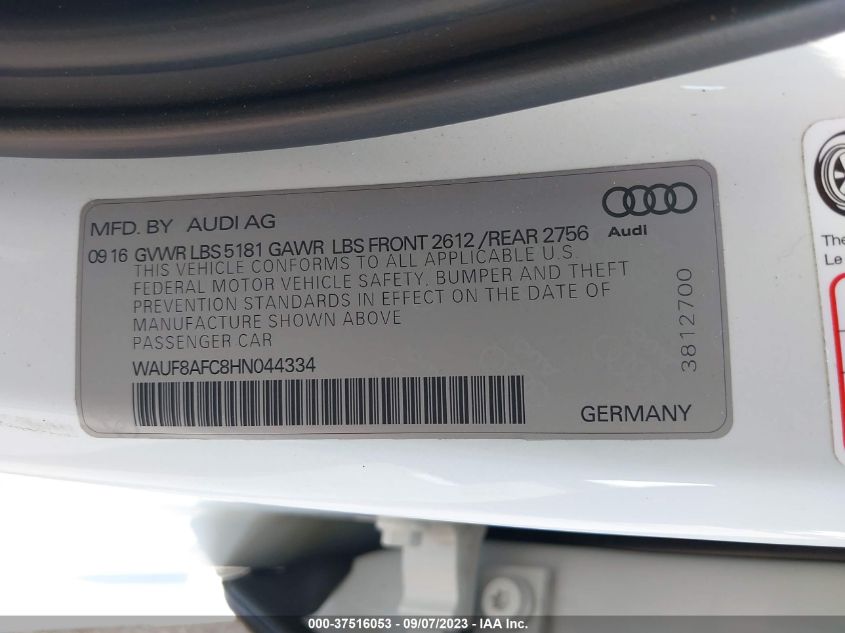 MFD. BY AUDI AG
Audi
09 16 GVWR LBS 5181 GAWR LBS FRONT 2612 /REAR 2756
THIS VEHICLE CONFORMS TO ALL APPLICABLE U.S.
FEDERAL MOTOR VEHICLE SAFETY, BUMPER AND THEFT
PREVENTION STANDARDS IN EFFECT ON THE DATE OF
MANUFACTURE SHOWN ABOVE
PASSENGER CAR
WAUF8AFC8HN044334
GERMANY
3812700
The
Le
© - 37516053 - 09/07/2023 - IAA Inc.